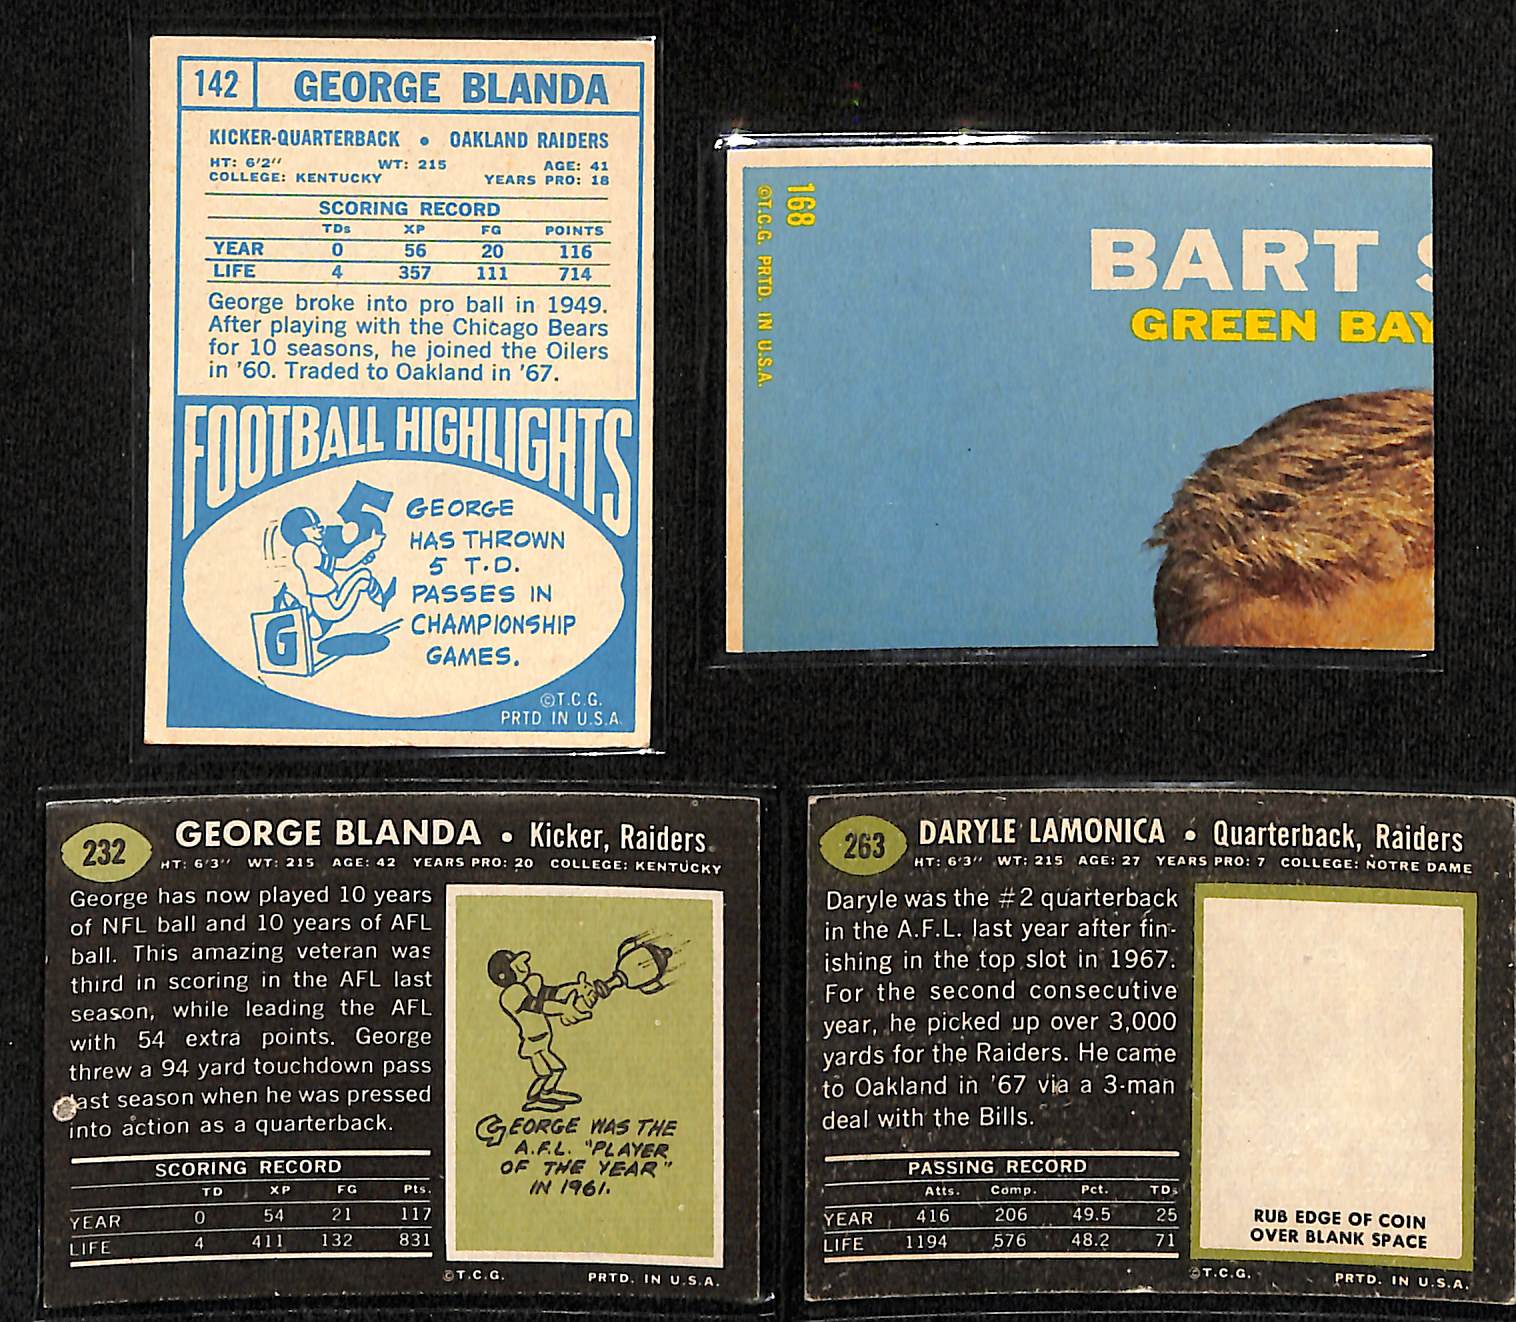 142 GEORGE BLANDA
KICKER-QUARTERBACK • OAKLAND RAIDERS
HT: 6'2" WT: 215 AGE: 41
COLLEGE: KENTUCKY YEARS PRO: 18
SCORING RECORD
TDs XP FG POINTS
YEAR 0 56 20 116
LIFE 4 357 111 714
George broke into pro ball in 1949.
After playing with the Chicago Bears
for 10 seasons, he joined the Oilers
in '60. Traded to Oakland in '67.
FOOTBALL HIGHLIGHTS
5
G
GEORGE
HAS THROWN
5 T.D.
PASSES IN
CHAMPIONSHIP
GAMES.
©T.C.G.
PRTD IN U.S.A.
168
©T.C.G. PRTD. IN U.S.A.
BART S
GREEN BAY
232 GEORGE BLANDA • Kicker, Raiders
HT: 6'3" WT: 215 AGE: 42 YEARS PRO: 20 COLLEGE: KENTUCKY
George has now played 10 years
of NFL ball and 10 years of AFL
ball. This amazing veteran was
third in scoring in the AFL last
season, while leading the AFL
with 54 extra points. George
threw a 94 yard touchdown pass
last season when he was pressed
into action as a quarterback.
SCORING RECORD
TD XP FG Pts.
YEAR 0 54 21 117
LIFE 4 411 132 831
GEORGE WAS THE
A.F.L. "PLAYER
OF THE YEAR"
IN 1961.
©T.C.G. PRTD. IN U.S.A.
263 DARYLE LAMONICA • Quarterback, Raiders
HT: 6'3" WT: 215 AGE: 27 YEARS PRO: 7 COLLEGE: NOTRE DAME
Daryle was the #2 quarterback
in the A.F.L. last year after fin-
ishing in the top slot in 1967.
For the second consecutive
year, he picked up over 3,000
yards for the Raiders. He came
to Oakland in '67 via a 3-man
deal with the Bills.
PASSING RECORD
Atts. Comp. Pct. TDs
YEAR 416 206 49.5 25
LIFE 1194 576 48.2 71
RUB EDGE OF COIN
OVER BLANK SPACE
©T.C.G. PRTD. IN U.S.A.